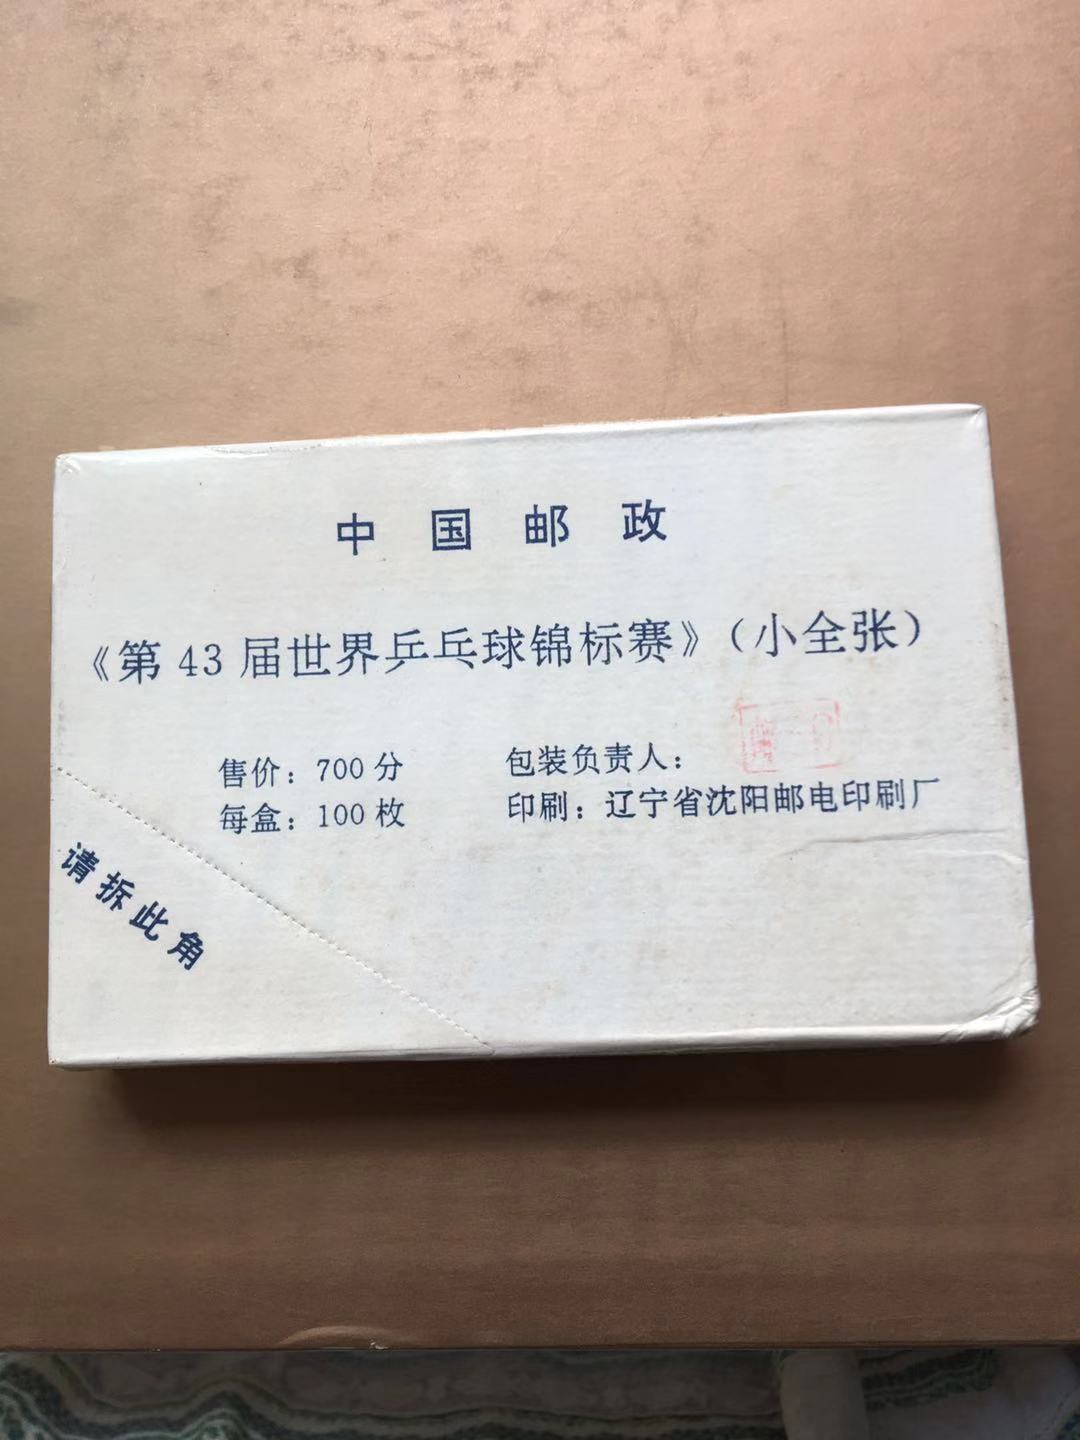 中国邮政
《第43届世界乒乓球锦标赛》（小全张）
售价：700分
每盒：100枚
包装负责人：
印刷：辽宁省沈阳邮电印刷厂
请拆此角